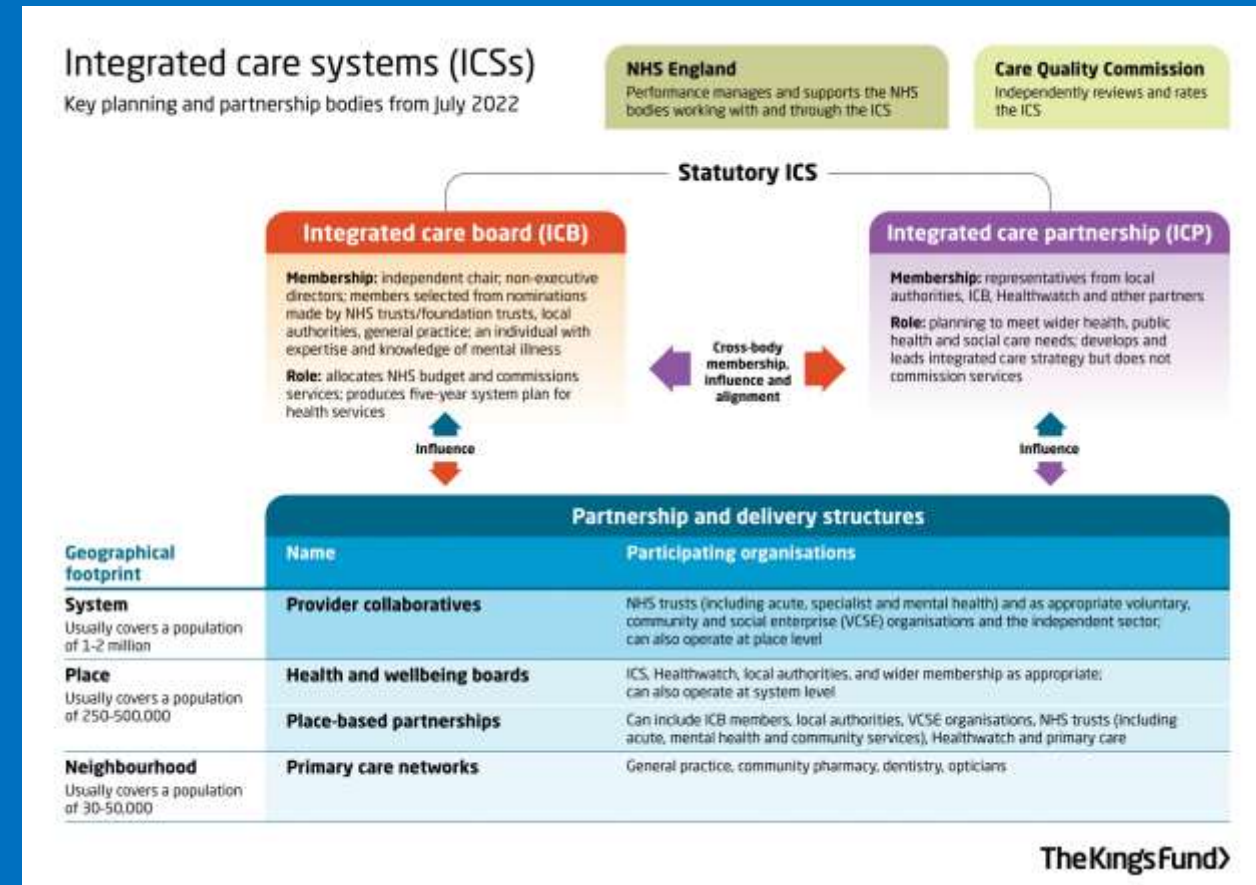 Integrated care systems (ICSs)
Key planning and partnership bodies from July 2022
NHS England
Performance manages and supports the NHS
bodies working with and through the ICS
Care Quality Commission
Independently reviews and rates
the ICS
Statutory ICS
Integrated care board (ICB)
Membership: independent chair; non-executive
directors; members selected from nominations
made by NHS trusts/foundation trusts, local
authorities, general practice; an individual with
expertise and knowledge of mental illness
Role: allocates NHS budget and commissions
services; produces five-year system plan for
health services
Cross-body
membership,
influence and
alignment
Integrated care partnership (ICP)
Membership: representatives from local
authorities, ICB, Healthwatch and other partners
Role: planning to meet wider health, public
health and social care needs; develops and
leads integrated care strategy but does not
commission services
Influence
Influence
Partnership and delivery structures
Geographical
footprint
Name
Participating organisations
System
Usually covers a population
of 1-2 million
Provider collaboratives
NHS trusts (including acute, specialist and mental health) and as appropriate voluntary,
community and social enterprise (VCSE) organisations and the independent sector;
can also operate at place level
Place
Usually covers a population
of 250-500,000
Health and wellbeing boards
ICS, Healthwatch, local authorities, and wider membership as appropriate;
can also operate at system level
Place-based partnerships
Can include ICB members, local authorities, VCSE organisations, NHS trusts (including
acute, mental health and community services), Healthwatch and primary care
Neighbourhood
Usually covers a population
of 30-50,000
Primary care networks
General practice, community pharmacy, dentistry, opticians
TheKing'sFund>